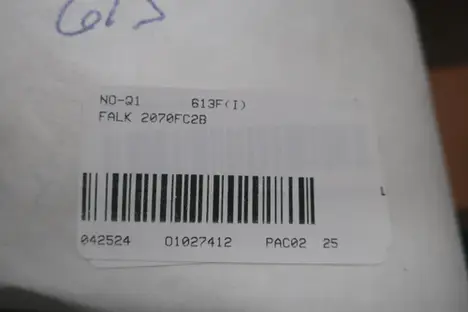 613
NO-Q1 613F(I)
FALK 2070FC2B
042524 01027412 PAC02 25